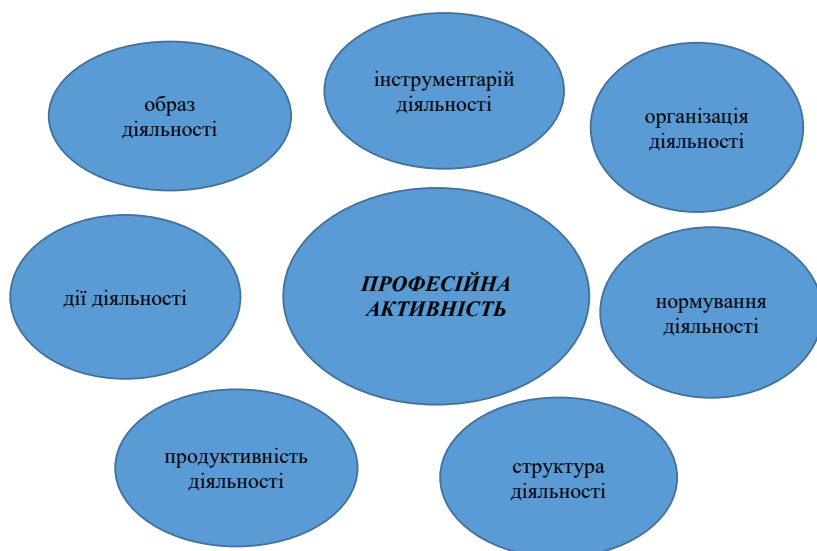 образ
діяльності
інструментарій
діяльності
організація
діяльності
дії діяльності
ПРОФЕСІЙНА
АКТИВНІСТЬ
нормування
діяльності
продуктивність
діяльності
структура
діяльності